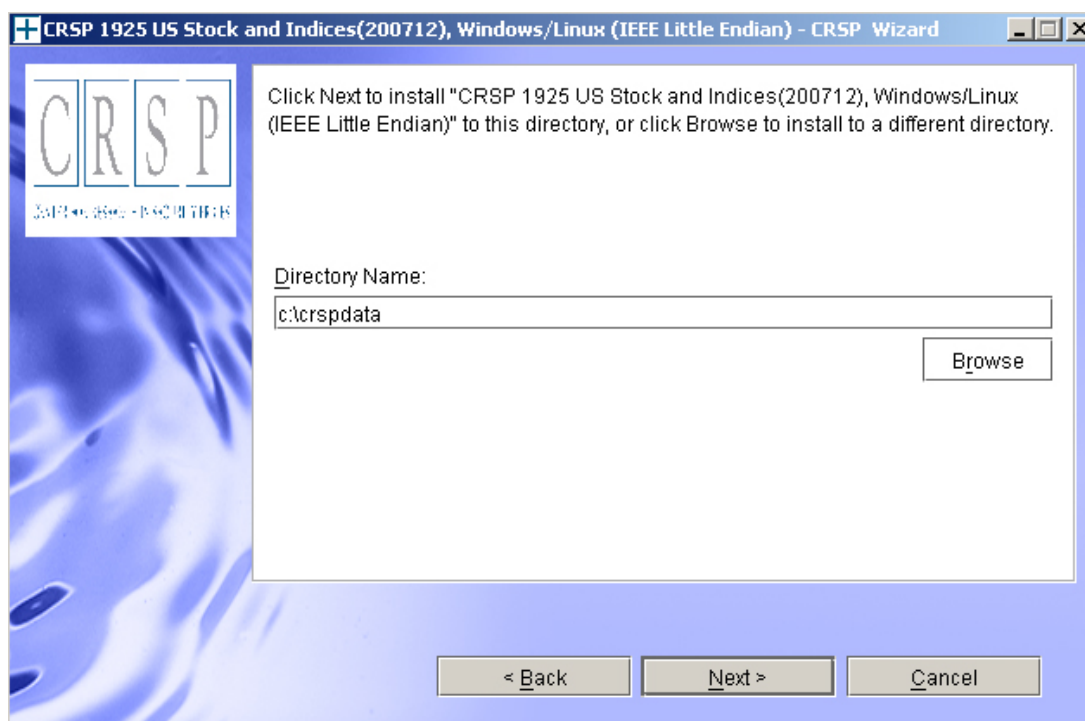 CRSP 1925 US Stock and Indices(200712), Windows/Linux (IEEE Little Endian) - CRSP Wizard
CRSP
Click Next to install "CRSP 1925 US Stock and Indices(200712), Windows/Linux
(IEEE Little Endian)" to this directory, or click Browse to install to a different directory.
Directory Name:
c:\crspdata
Browse
< Back Next > Cancel